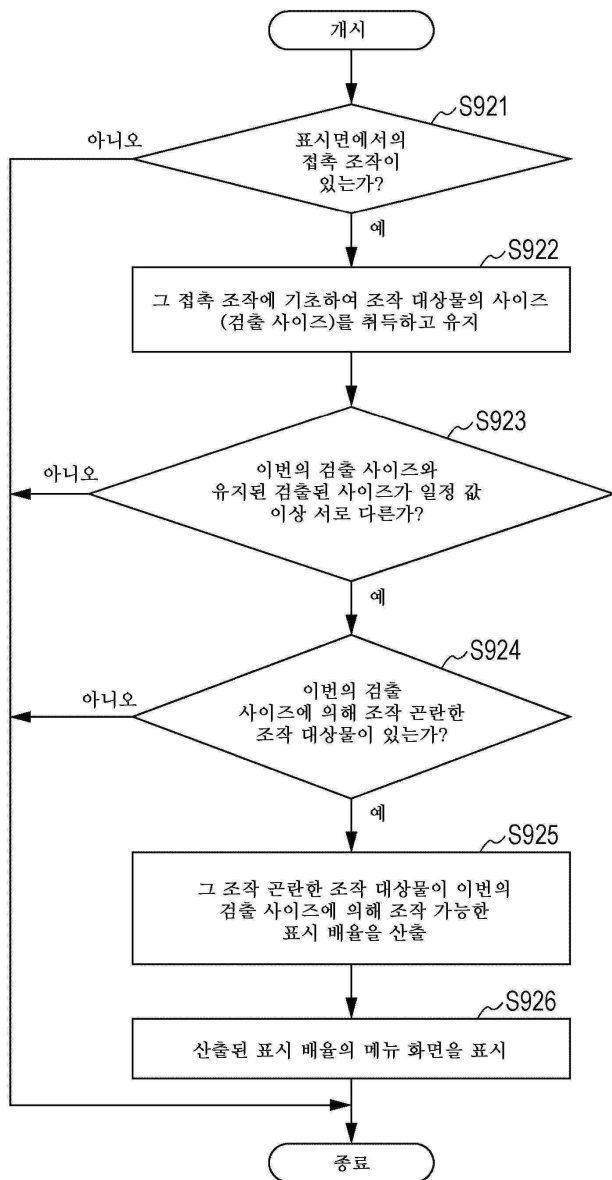 개시
S921
아니오
표시면에서의
접촉 조작이
있는가?
예
S922
그 접촉 조작에 기초하여 조작 대상물의 사이즈
(검출 사이즈)를 취득하고 유지
S923
아니오
이번의 검출 사이즈와
유지된 검출된 사이즈가 일정 값
이상 서로 다른가?
예
S924
아니오
이번의 검출
사이즈에 의해 조작 곤란한
조작 대상물이 있는가?
예
S925
그 조작 곤란한 조작 대상물이 이번의
검출 사이즈에 의해 조작 가능한
표시 배율을 산출
S926
산출된 표시 배율의 메뉴 화면을 표시
종료